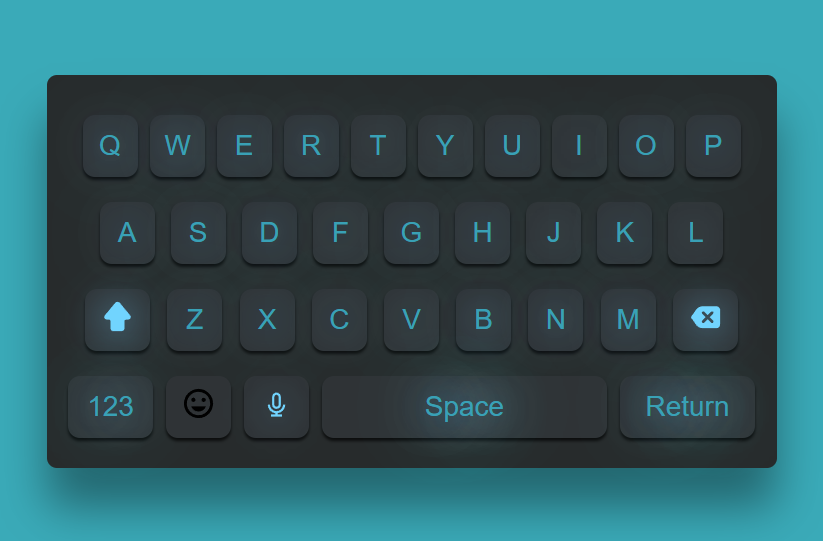 Q W E R T Y U I O P
A S D F G H J K L
Z X C V B N M
123 Space Return